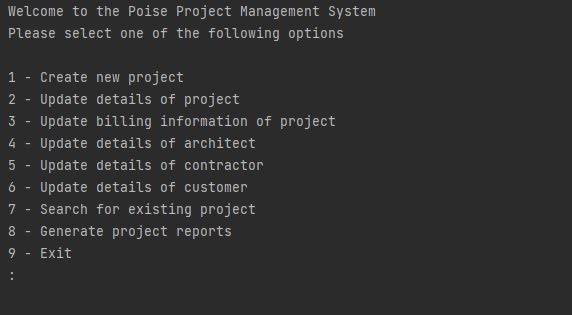 Welcome to the Poise Project Management System
Please select one of the following options
1 - Create new project
2 - Update details of project
3 - Update billing information of project
4 - Update details of architect
5 - Update details of contractor
6 - Update details of customer
7 - Search for existing project
8 - Generate project reports
9 - Exit
: